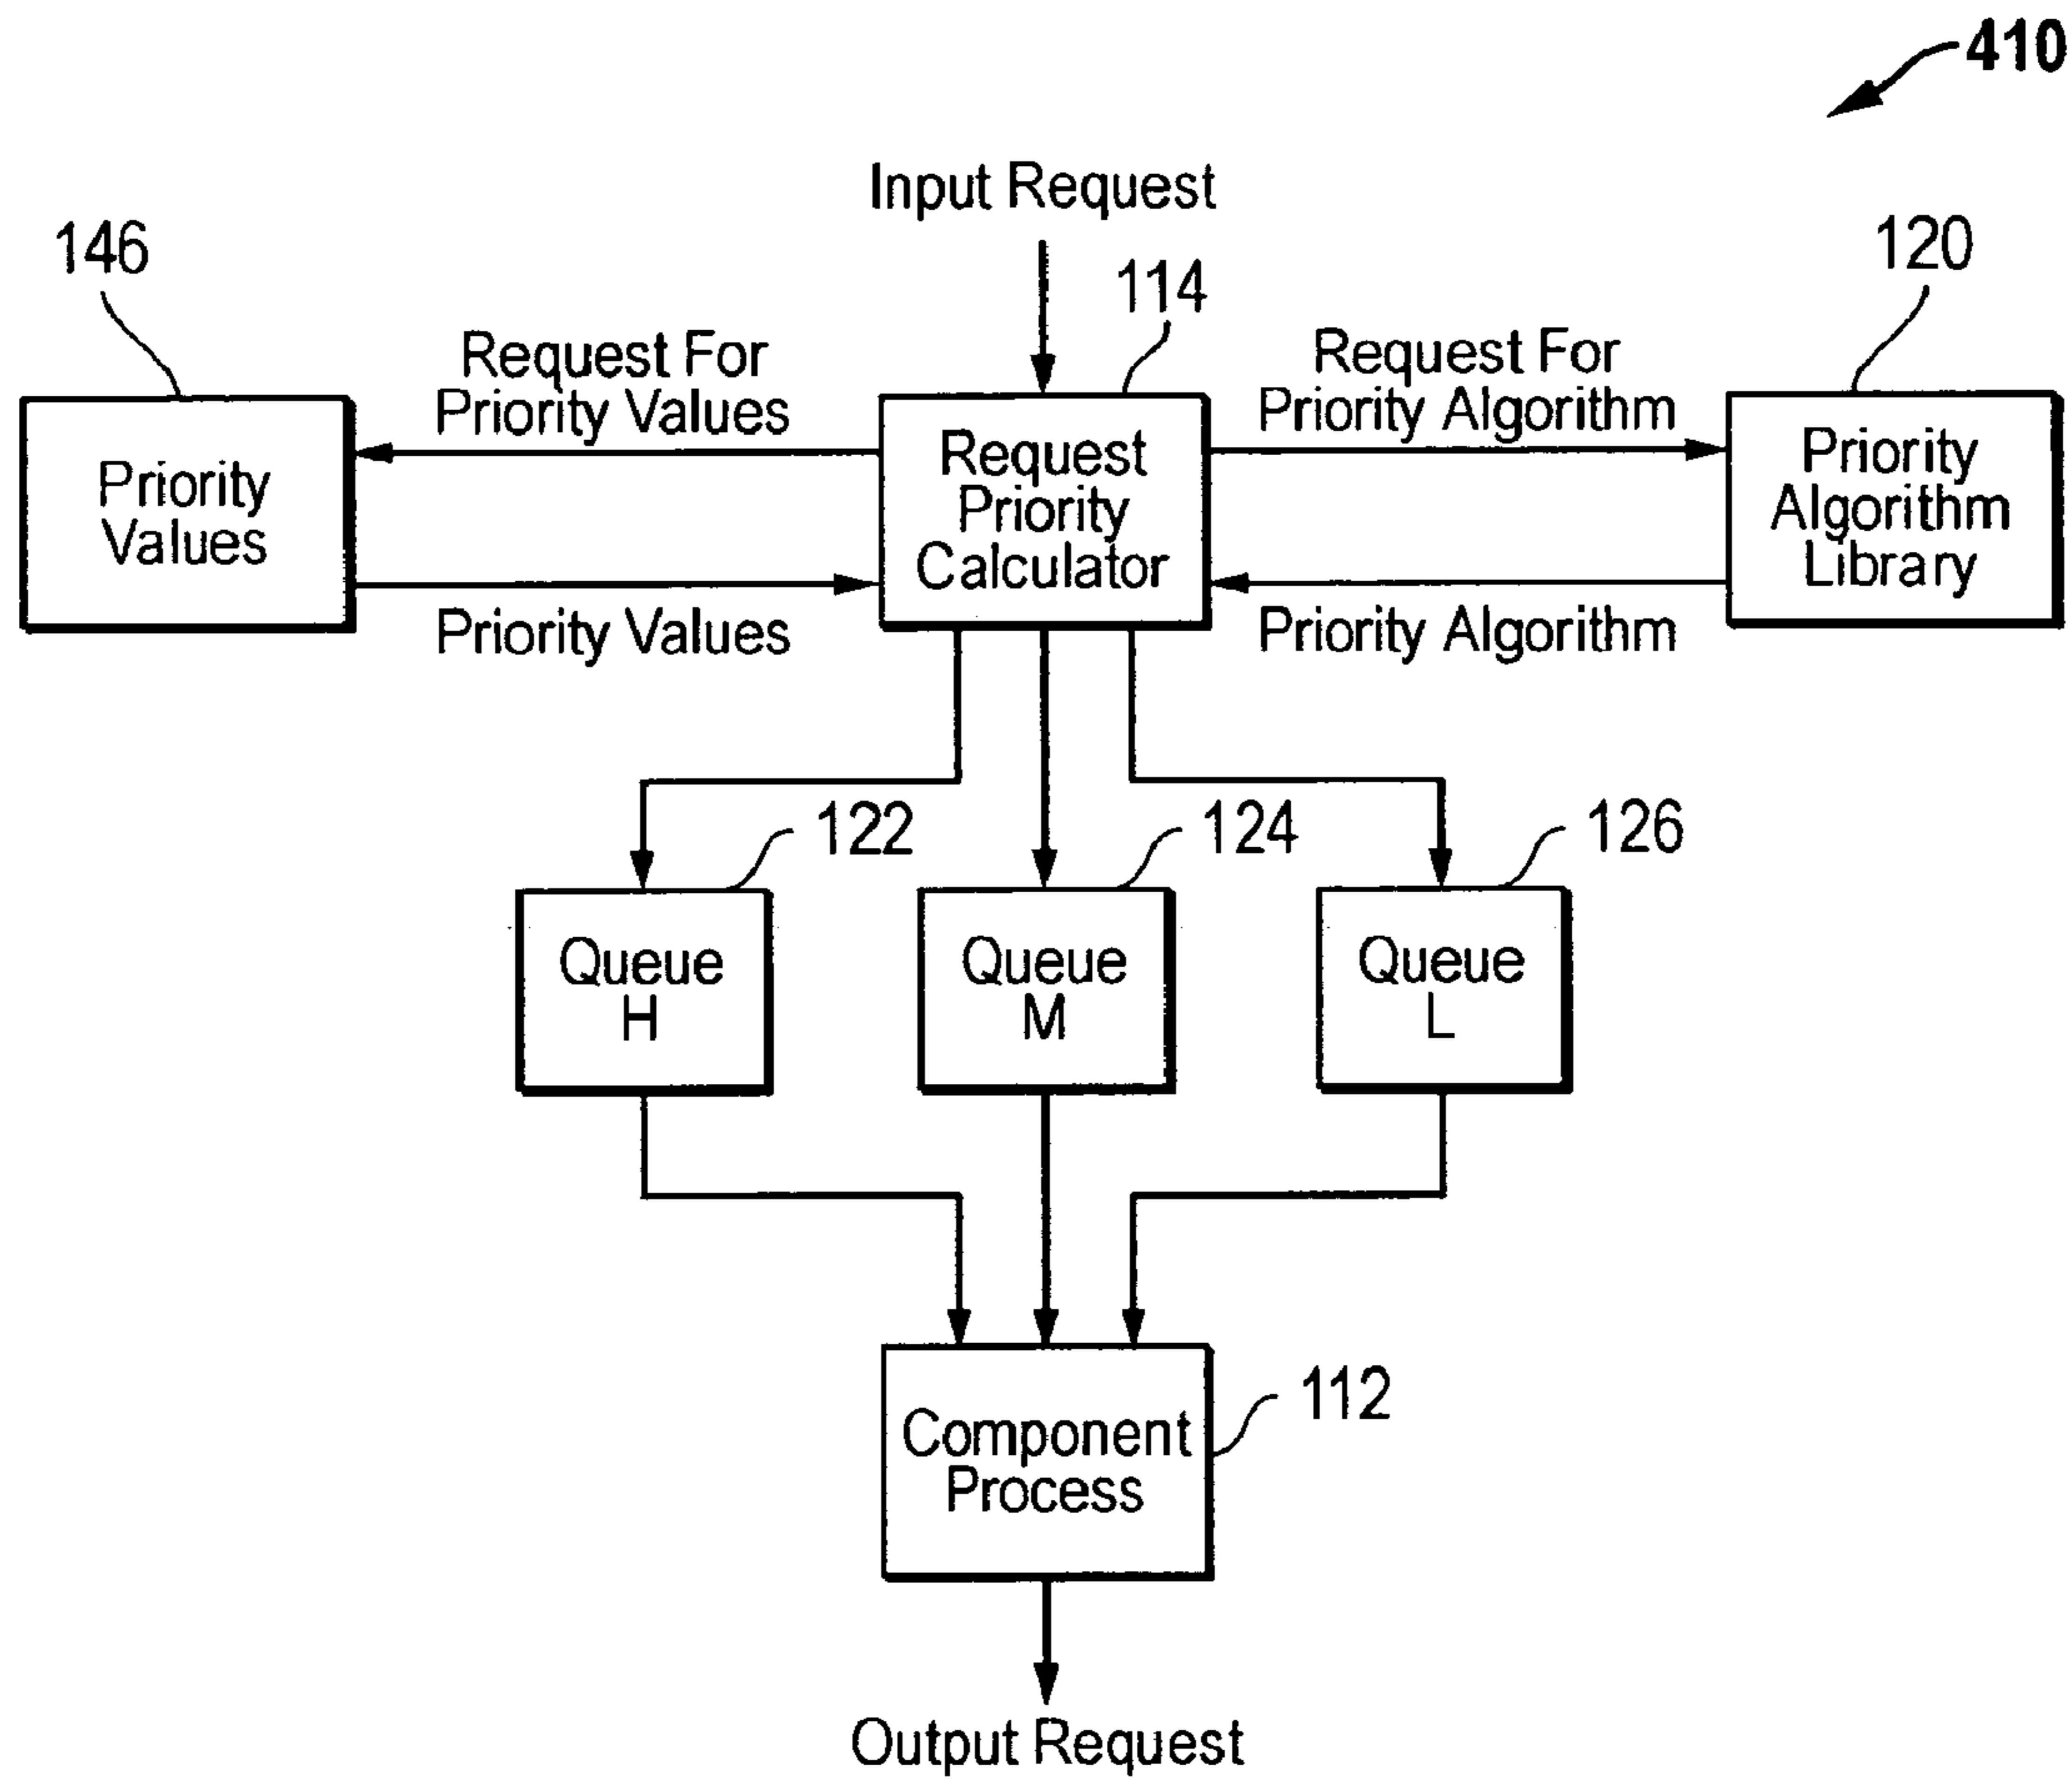 410
Input Request
146
114
120
Request For
Priority Values
Request For
Priority Algorithm
Priority
Values
Request
Priority
Calculator
Priority
Algorithm
Library
Priority Values
Priority Algorithm
122
124
126
Queue
H
Queue
M
Queue
L
112
Component
Process
Output Request